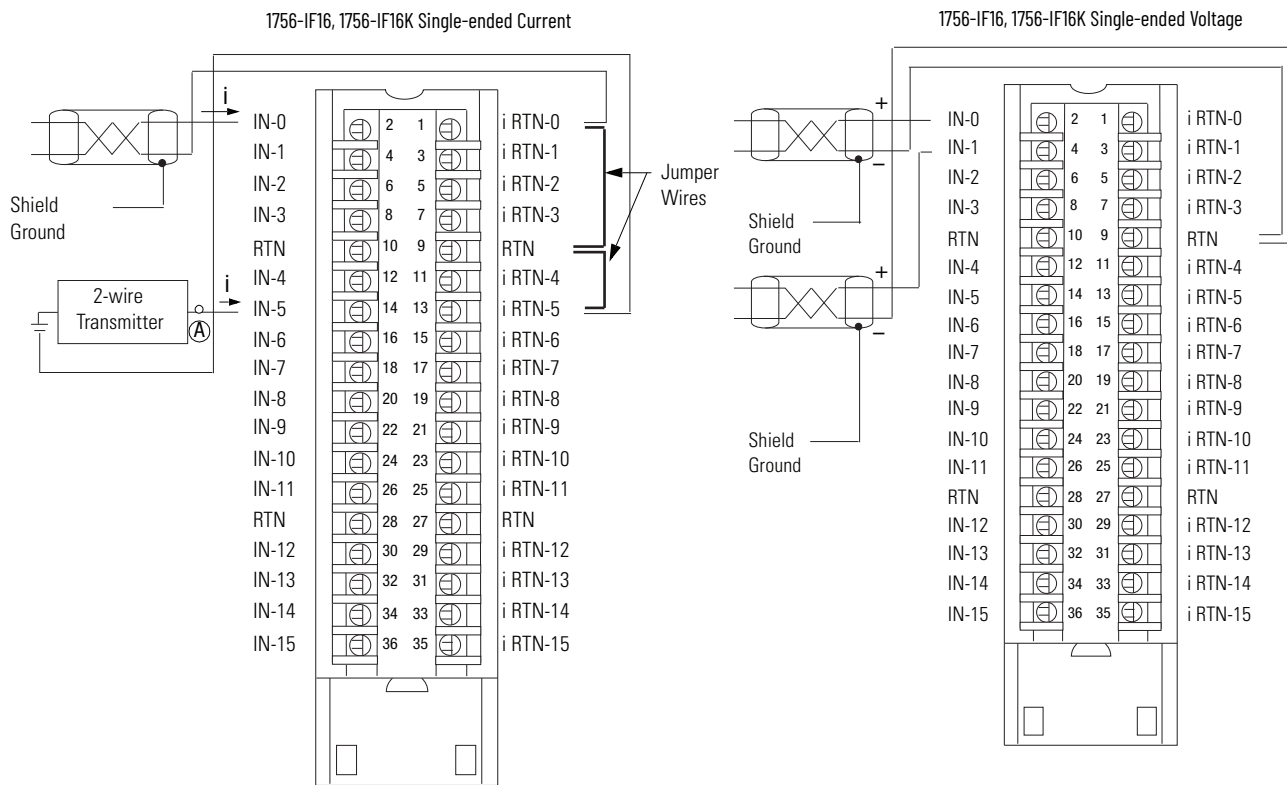 1756-IF16, 1756-IF16K Single-ended Current
i
IN-0 2 1 i RTN-0
IN-1 4 3 i RTN-1
IN-2 6 5 i RTN-2
IN-3 8 7 i RTN-3
RTN 10 9 RTN
IN-4 12 11 i RTN-4
IN-5 14 13 i RTN-5
IN-6 16 15 i RTN-6
IN-7 18 17 i RTN-7
IN-8 20 19 i RTN-8
IN-9 22 21 i RTN-9
IN-10 24 23 i RTN-10
IN-11 26 25 i RTN-11
RTN 28 27 RTN
IN-12 30 29 i RTN-12
IN-13 32 31 i RTN-13
IN-14 34 33 i RTN-14
IN-15 36 35 i RTN-15
Shield
Ground
i
2-wire
Transmitter
A
Jumper
Wires
1756-IF16, 1756-IF16K Single-ended Voltage
+
IN-0 2 1 i RTN-0
IN-1 4 3 i RTN-1
IN-2 6 5 i RTN-2
IN-3 8 7 i RTN-3
RTN 10 9 RTN
IN-4 12 11 i RTN-4
IN-5 14 13 i RTN-5
IN-6 16 15 i RTN-6
IN-7 18 17 i RTN-7
IN-8 20 19 i RTN-8
IN-9 22 21 i RTN-9
IN-10 24 23 i RTN-10
IN-11 26 25 i RTN-11
RTN 28 27 RTN
IN-12 30 29 i RTN-12
IN-13 32 31 i RTN-13
IN-14 34 33 i RTN-14
IN-15 36 35 i RTN-15
–
Shield
Ground
+
–
Shield
Ground